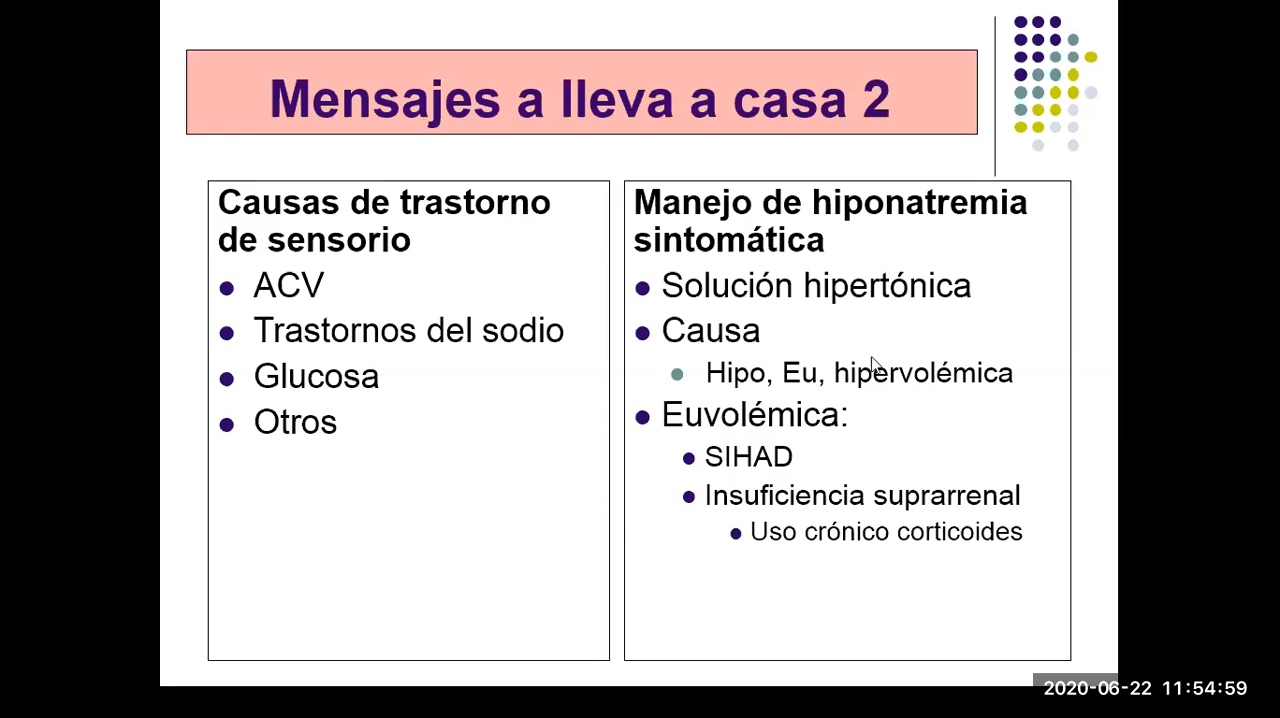 Mensajes a lleva a casa 2
Causas de trastorno
de sensorio
ACV
Trastornos del sodio
Glucosa
Otros
Manejo de hiponatremia
sintomática
Solución hipertónica
Causa
Hipo, Eu, hipervolémica
Euvolémica:
SIHAD
Insuficiencia suprarrenal
Uso crónico corticoides
2020-06-22 11:54:59